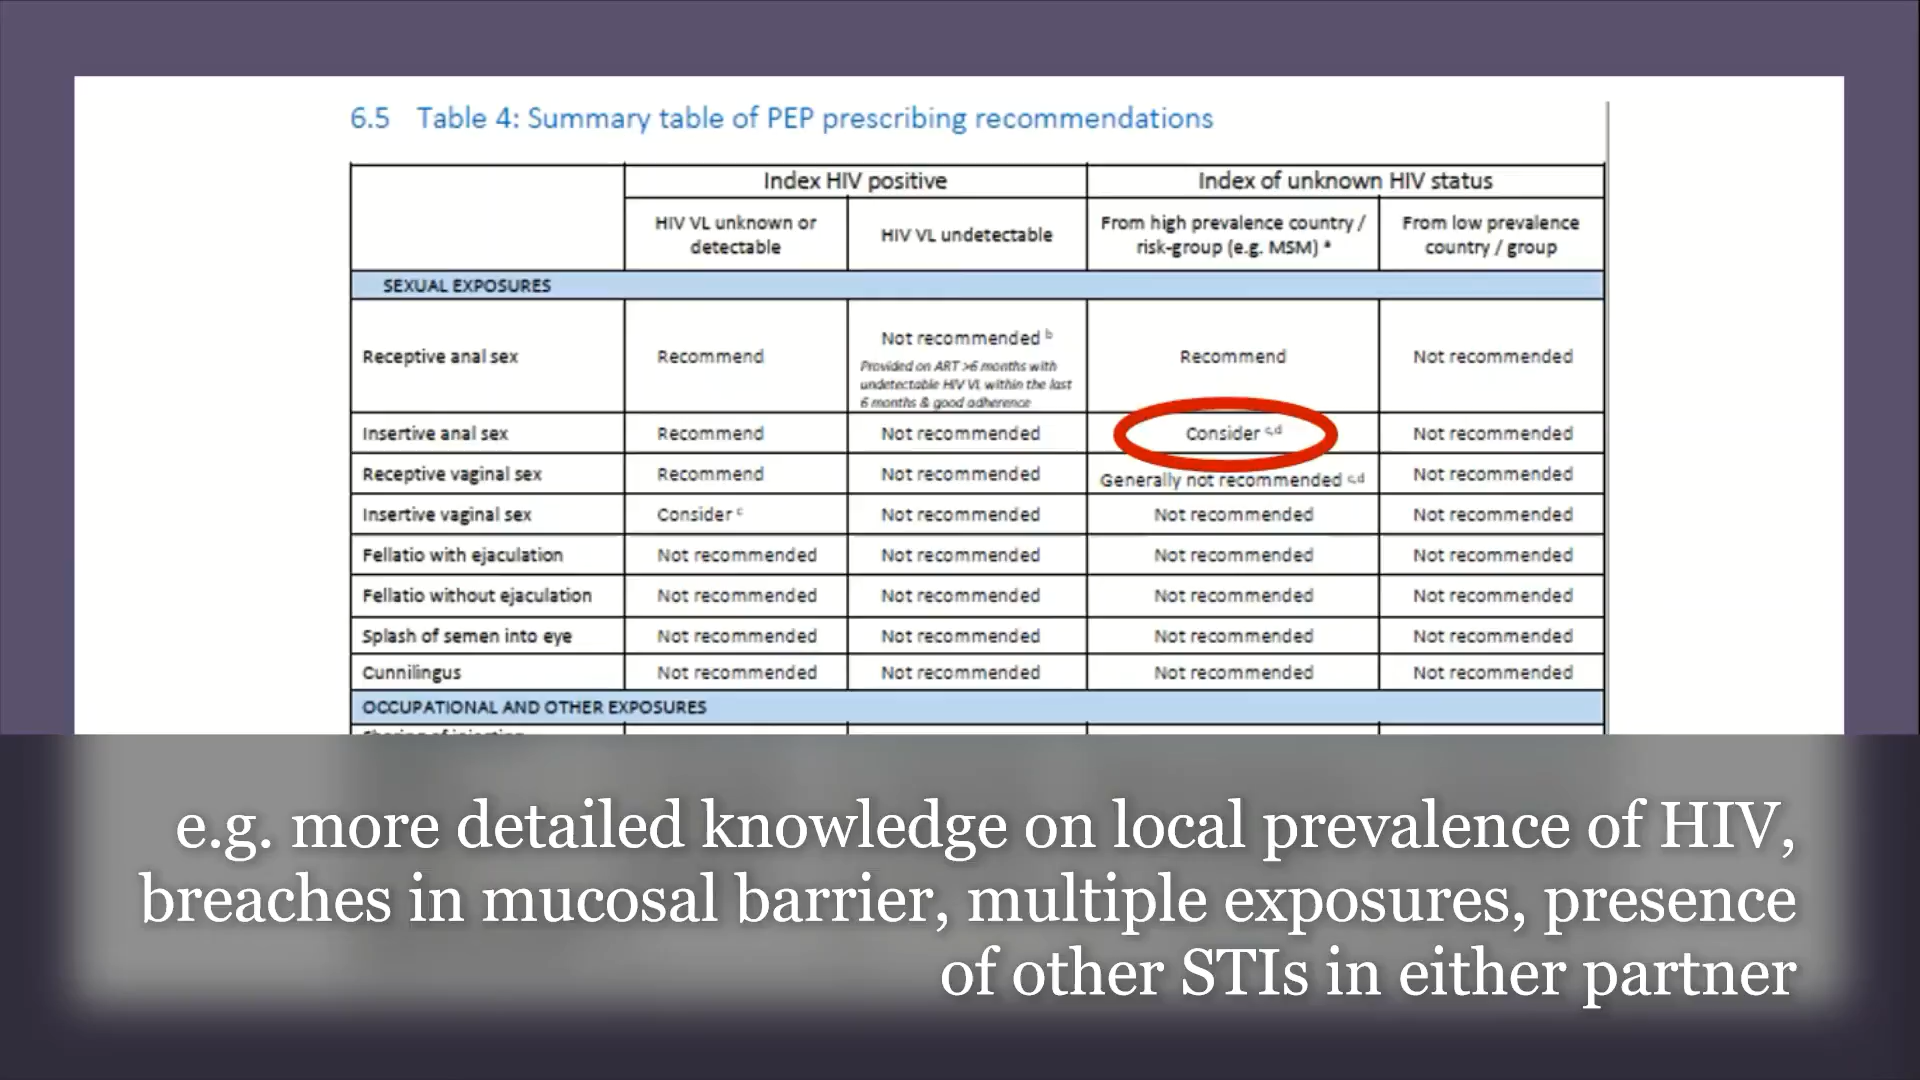 6.5 Table 4: Summary table of PEP prescribing recommendations
Index HIV positive Index of unknown HIV status
HIV VL unknown or detectable HIV VL undetectable From high prevalence country / risk-group (e.g. MSM) a From low prevalence country / group
SEXUAL EXPOSURES
Receptive anal sex Recommend Not recommended b Provided on ART >6 months with undetectable HIV VL within the last 6 months & good adherence Recommend Not recommended
Insertive anal sex Recommend Not recommended Consider c,d Not recommended
Receptive vaginal sex Recommend Not recommended Generally not recommended c,d Not recommended
Insertive vaginal sex Consider c Not recommended Not recommended Not recommended
Fellatio with ejaculation Not recommended Not recommended Not recommended Not recommended
Fellatio without ejaculation Not recommended Not recommended Not recommended Not recommended
Splash of semen into eye Not recommended Not recommended Not recommended Not recommended
Cunnilingus Not recommended Not recommended Not recommended Not recommended
OCCUPATIONAL AND OTHER EXPOSURES
e.g. more detailed knowledge on local prevalence of HIV,
breaches in mucosal barrier, multiple exposures, presence
of other STIs in either partner